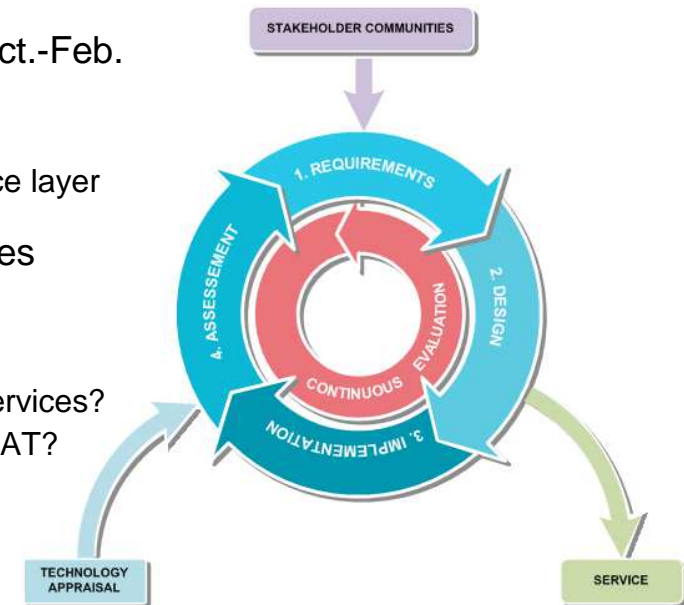 STAKEHOLDER COMMUNITIES
ct.-Feb.
ce layer
es
ervices?
AT?
1. REQUIREMENTS
2. DESIGN
3. IMPLEMENTATION
4. ASSESSEMENT
CONTINUOUS EVALUATION
TECHNOLOGY
APPRAISAL
SERVICE